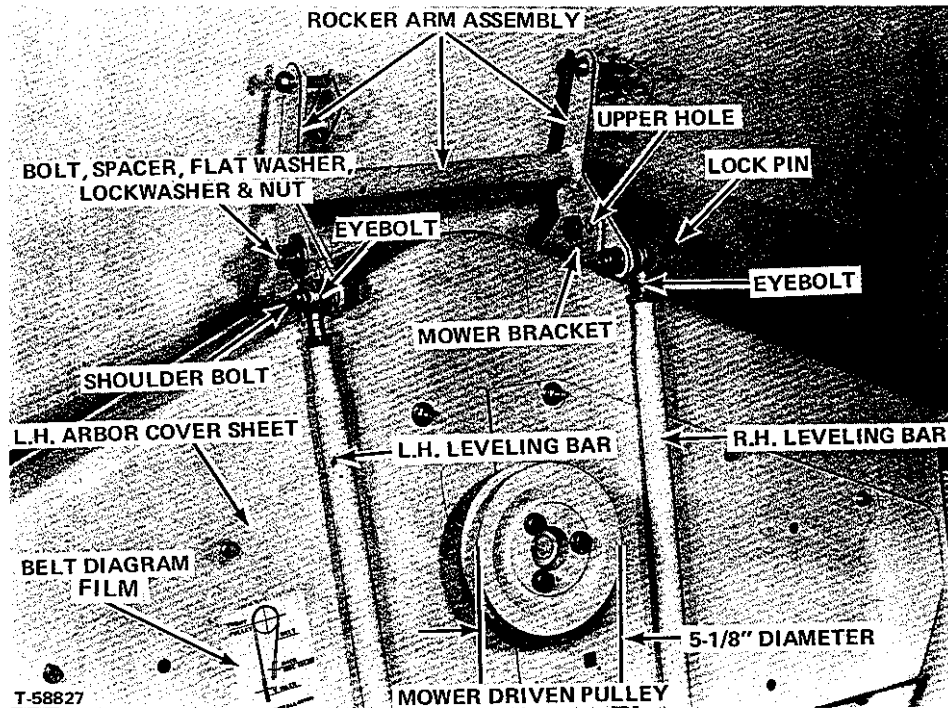 ROCKER ARM ASSEMBLY
UPPER HOLE
BOLT, SPACER, FLAT WASHER,
LOCKWASHER & NUT
LOCK PIN
EYEBOLT
EYEBOLT
MOWER BRACKET
SHOULDER BOLT
L.H. ARBOR COVER SHEET
L.H. LEVELING BAR
R.H. LEVELING BAR
BELT DIAGRAM
FILM
5-1/8" DIAMETER
MOWER DRIVEN PULLEY
T-58827